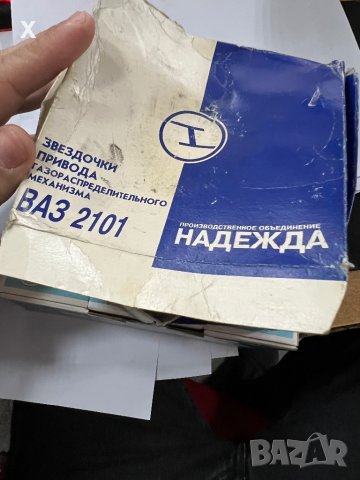 Х
ЗВЕЗДОЧКИ
ПРИВОДА
ГАЗОРАСПРЕДЕЛИТЕЛЬНОГО
МЕХАНИЗМА
ВАЗ 2101
Н
ПРОИЗВОДСТВЕННОЕ ОБЪЕДИНЕНИЕ
НАДЕЖДА
BAZAR